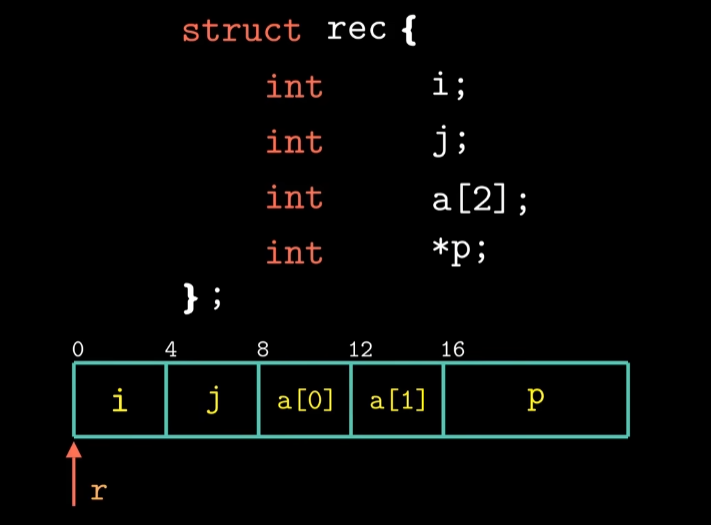 struct rec {
int i;
int j;
int a[2];
int *p;
};
0 4 8 12 16
i j a[0] a[1] p
r